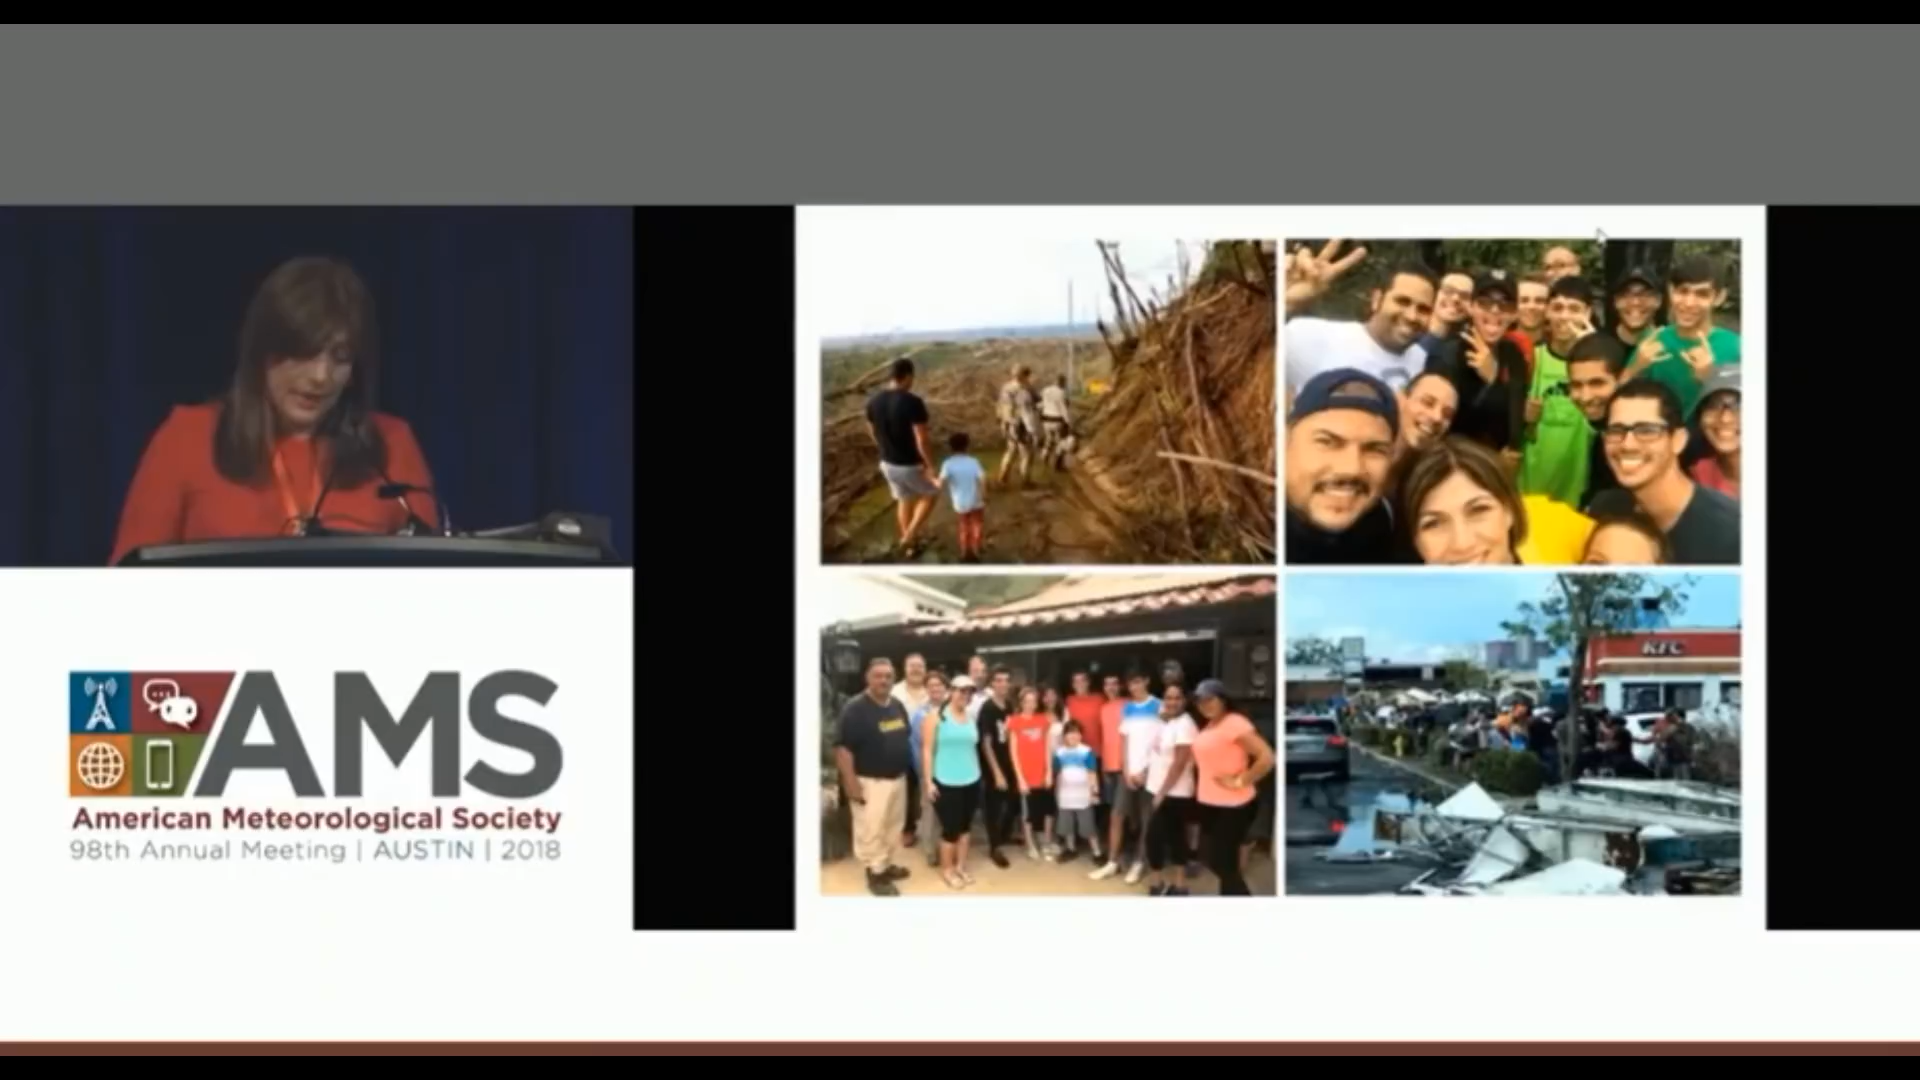 AMS
American Meteorological Society
98th Annual Meeting | AUSTIN | 2018
KFC